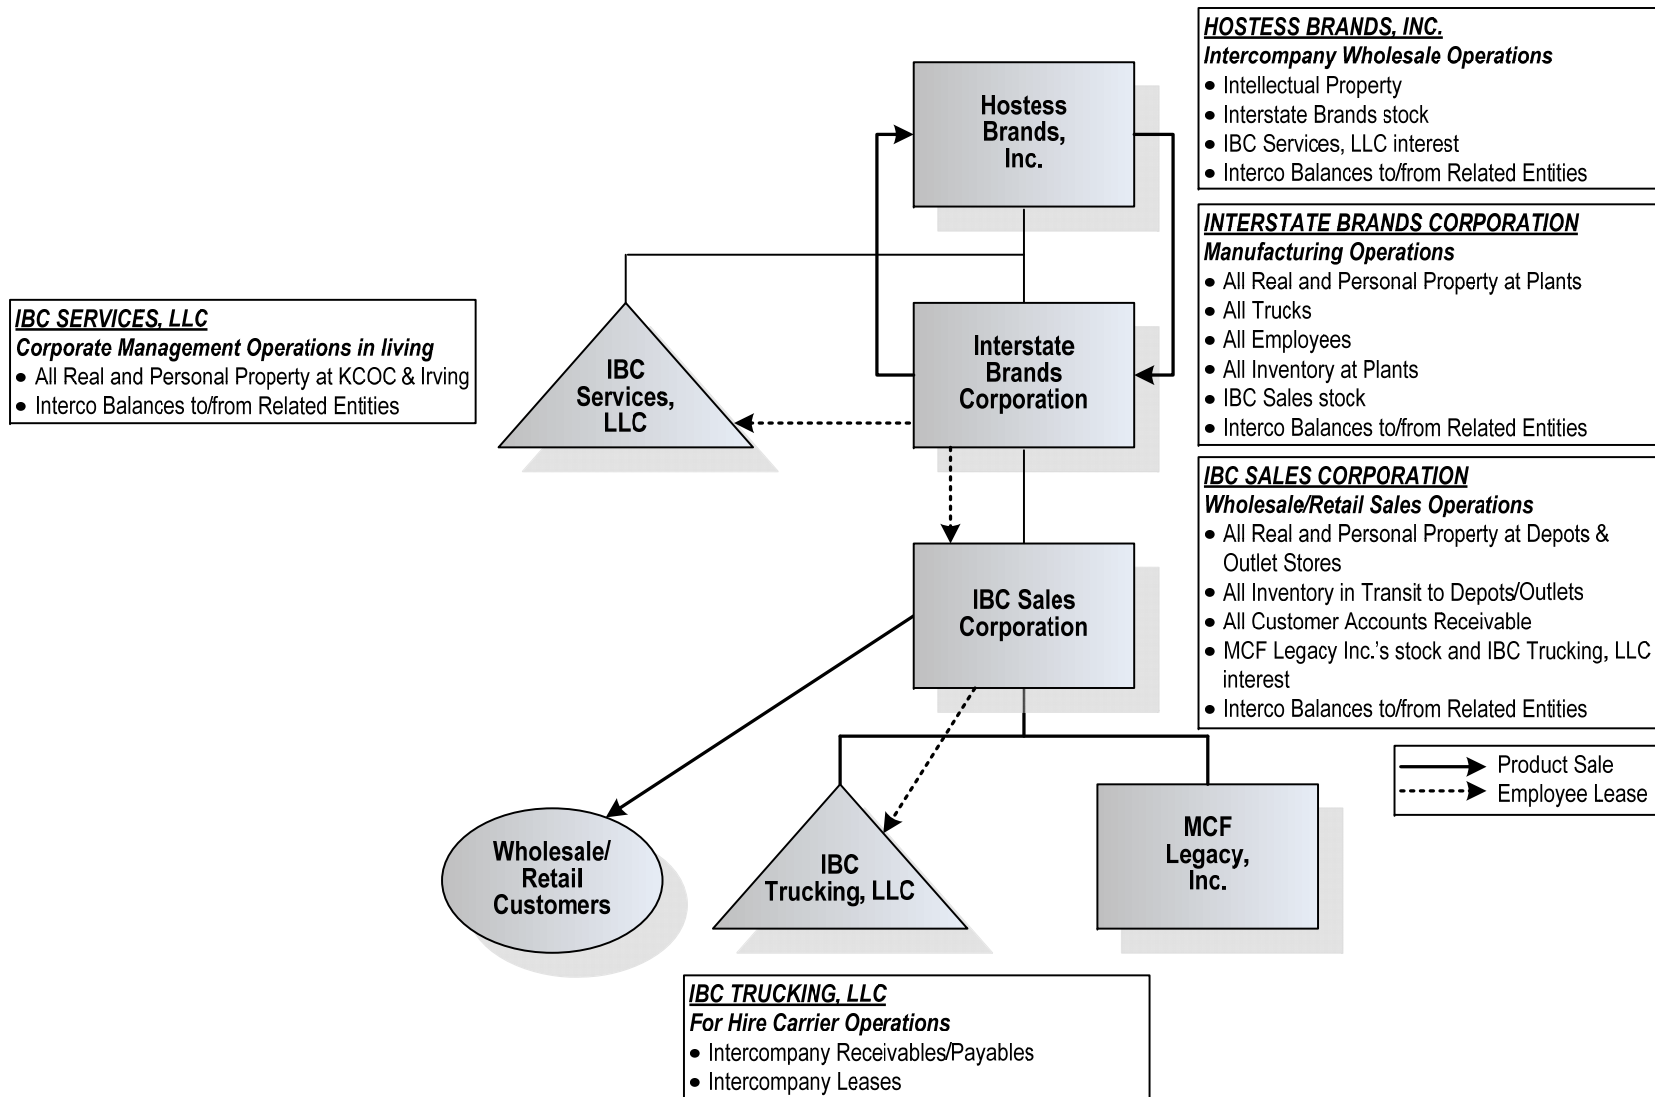 HOSTESS BRANDS, INC.
Intercompany Wholesale Operations
• Intellectual Property
• Interstate Brands stock
• IBC Services, LLC interest
• Interco Balances to/from Related Entities
Hostess
Brands,
Inc.
INTERSTATE BRANDS CORPORATION
Manufacturing Operations
• All Real and Personal Property at Plants
• All Trucks
• All Employees
• All Inventory at Plants
• IBC Sales stock
• Interco Balances to/from Related Entities
IBC SERVICES, LLC
Corporate Management Operations in living
• All Real and Personal Property at KCOC & Irving
• Interco Balances to/from Related Entities
IBC
Services,
LLC
Interstate
Brands
Corporation
IBC SALES CORPORATION
Wholesale/Retail Sales Operations
• All Real and Personal Property at Depots &
Outlet Stores
• All Inventory in Transit to Depots/Outlets
• All Customer Accounts Receivable
• MCF Legacy Inc.'s stock and IBC Trucking, LLC
interest
• Interco Balances to/from Related Entities
IBC Sales
Corporation
Product Sale
Employee Lease
Wholesale/
Retail
Customers
IBC
Trucking, LLC
MCF
Legacy,
Inc.
IBC TRUCKING, LLC
For Hire Carrier Operations
• Intercompany Receivables/Payables
• Intercompany Leases